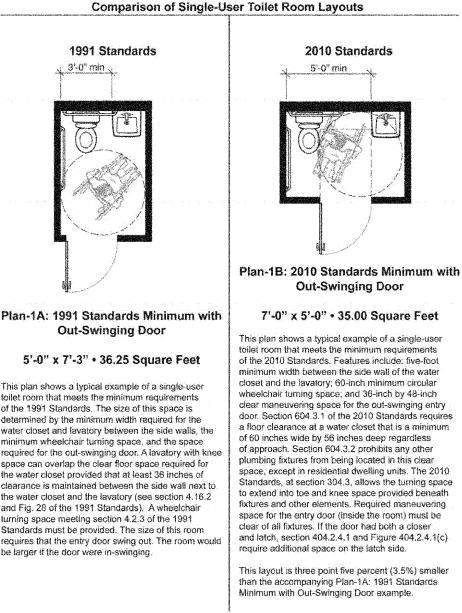 Comparison of Single-User Toilet Room Layouts
1991 Standards
3'-0" min
Plan-1A: 1991 Standards Minimum with
Out-Swinging Door
5'-0" x 7'-3" • 36.25 Square Feet
This plan shows a typical example of a single-user
toilet room that meets the minimum requirements
of the 1991 Standards. The size of this space is
determined by the minimum width required for the
water closet and lavatory between the side walls, the
minimum wheelchair turning space, and the space
required for the out-swinging door. A lavatory with knee
space can overlap the clear floor space required for
the water closet provided that at least 36 inches of
clearance is maintained between the side wall next to
the water closet and the lavatory (see section 4.16.2
and Fig. 28 of the 1991 Standards). A wheelchair
turning space meeting section 4.2.3 of the 1991
Standards must be provided. The size of this room
requires that the entry door swing out. The room would
be larger if the door were in-swinging.
2010 Standards
5'-0" min
Plan-1B: 2010 Standards Minimum with
Out-Swinging Door
7'-0" x 5'-0" • 35.00 Square Feet
This plan shows a typical example of a single-user
toilet room that meets the minimum requirements
of the 2010 Standards. Features include: five-foot
minimum width between the side wall of the water
closet and the lavatory; 60-inch minimum circular
wheelchair turning space; and 36-inch by 48-inch
clear maneuvering space for the out-swinging entry
door. Section 604.3.1 of the 2010 Standards requires
a floor clearance at a water closet that is a minimum
of 60 inches wide by 56 inches deep regardless
of approach. Section 604.3.2 prohibits any other
plumbing fixtures from being located in this clear
space, except in residential dwelling units. The 2010
Standards, at section 304.3, allows the turning space
to extend into toe and knee space provided beneath
fixtures and other elements. Required maneuvering
space for the entry door (inside the room) must be
clear of all fixtures. If the door had both a closer
and latch, section 404.2.4.1 and Figure 404.2.4.1(c)
require additional space on the latch side.
This layout is three point five percent (3.5%) smaller
than the accompanying Plan-1A: 1991 Standards
Minimum with Out-Swinging Door example.